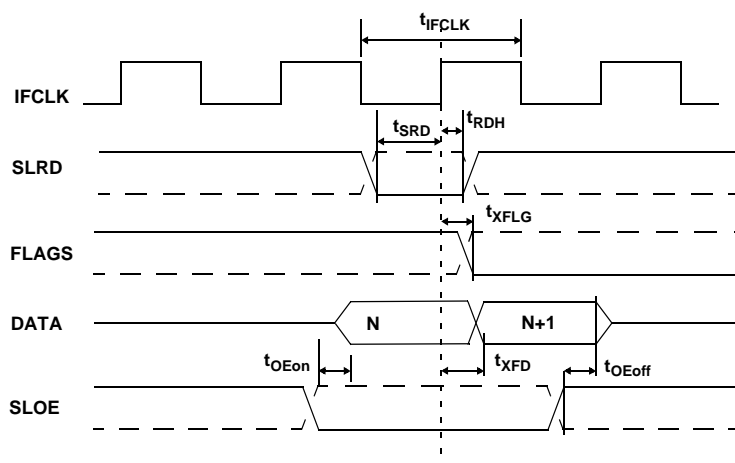 tIFCLK
IFCLK
tSRD
tRDH
SLRD
tXFLG
FLAGS
DATA
N
N+1
tOEon
tXFD
tOEoff
SLOE